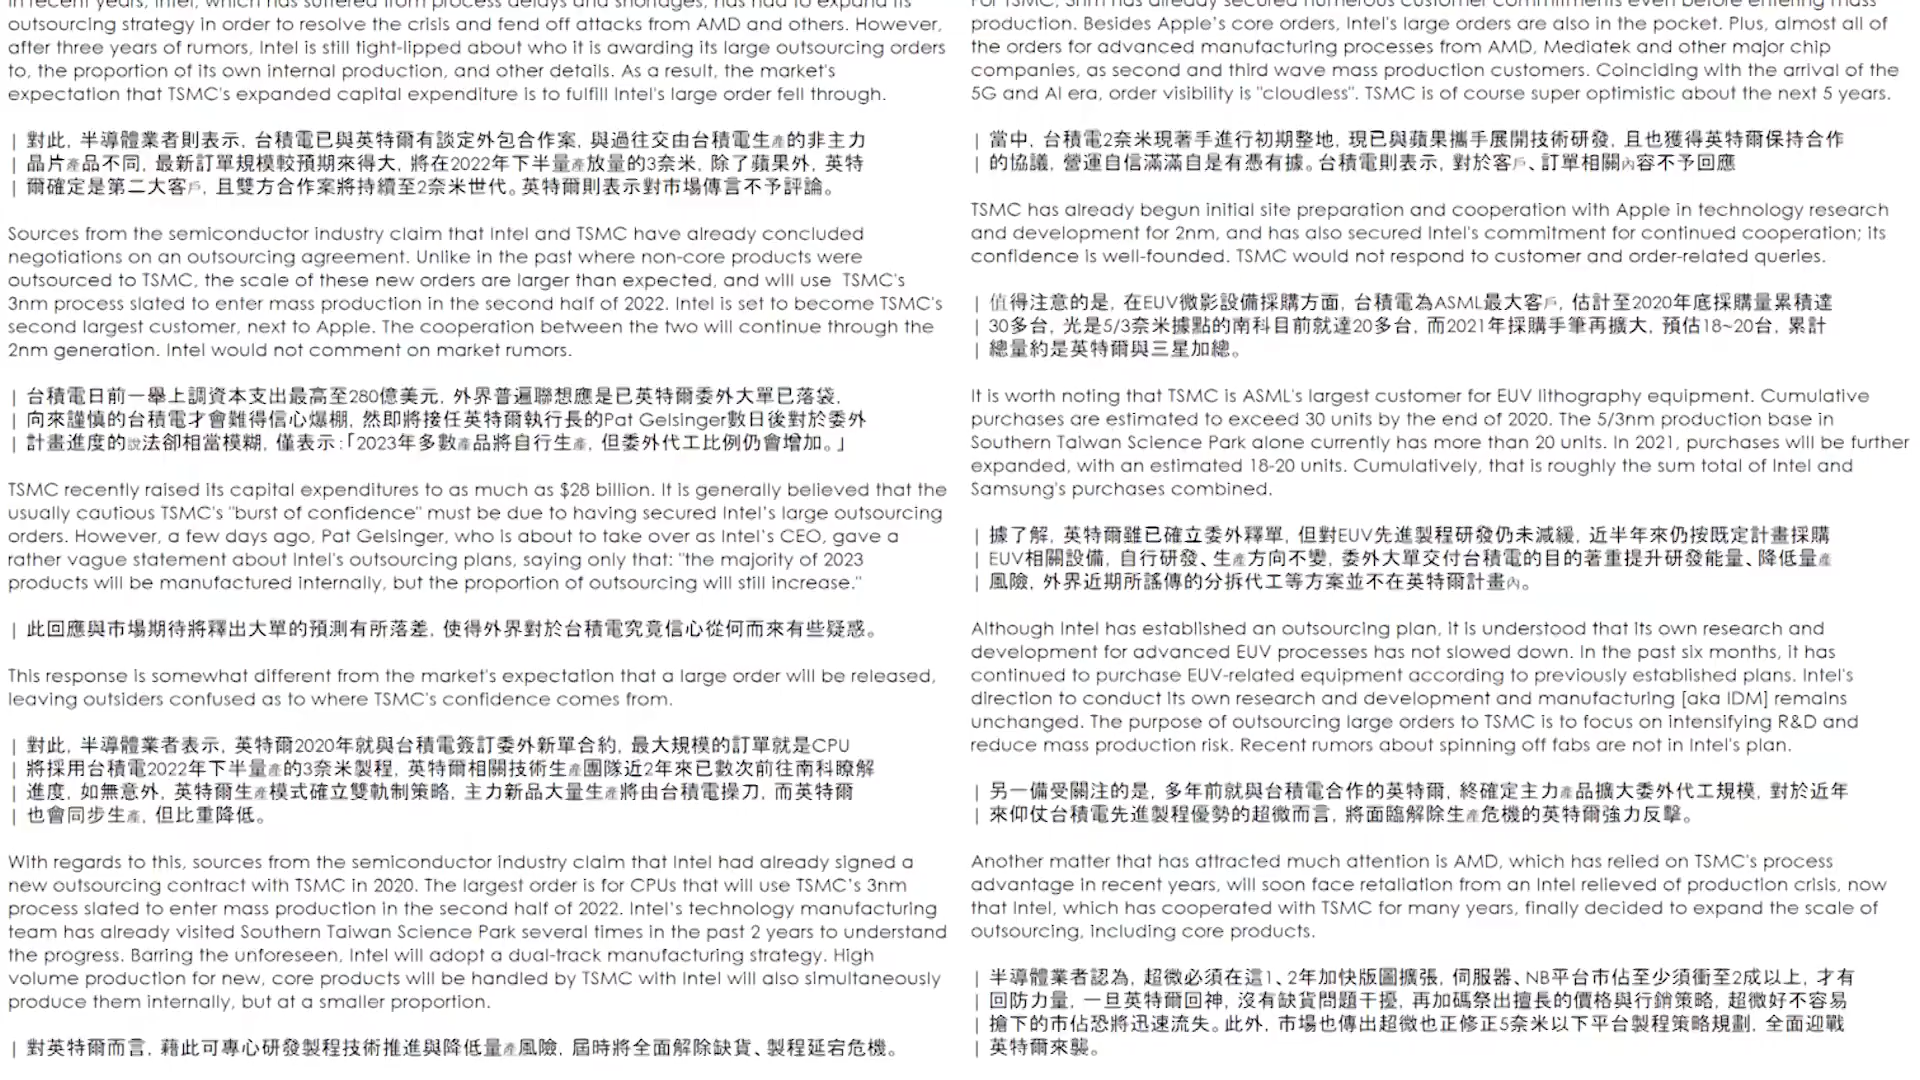 In recent years, Intel, which has suffered from process delays and shortages, has had to expand its
outsourcing strategy in order to resolve the crisis and fend off attacks from AMD and others. However,
after three years of rumors, Intel is still tight-lipped about who it is awarding its large outsourcing orders
to, the proportion of its own internal production, and other details. As a result, the market's
expectation that TSMC's expanded capital expenditure is to fulfill Intel's large order fell through.
| 對此, 半導體業者則表示, 台積電已與英特爾有談定外包合作案, 與過往交由台積電生產的非主力
| 晶片產品不同, 最新訂單規模較預期來得大, 將在2022年下半量產放量的3奈米, 除了蘋果外, 英特
| 爾確定是第二大客戶, 且雙方合作案將持續至2奈米世代。英特爾則表示對市場傳言不予評論。
Sources from the semiconductor industry claim that Intel and TSMC have already concluded
negotiations on an outsourcing agreement. Unlike in the past where non-core products were
outsourced to TSMC, the scale of these new orders are larger than expected, and will use TSMC's
3nm process slated to enter mass production in the second half of 2022. Intel is set to become TSMC's
second largest customer, next to Apple. The cooperation between the two will continue through the
2nm generation. Intel would not comment on market rumors.
| 台積電日前一舉上調資本支出最高至280億美元, 外界普遍聯想應是已英特爾委外大單已落袋,
| 向來謹慎的台積電才會難得信心爆棚, 然即將接任英特爾執行長的Pat Gelsinger數日後對於委外
| 計畫進度的說法卻相當模糊, 僅表示:「2023年多數產品將自行生產, 但委外代工比例仍會增加。」
TSMC recently raised its capital expenditures to as much as $28 billion. It is generally believed that the
usually cautious TSMC's "burst of confidence" must be due to having secured Intel's large outsourcing
orders. However, a few days ago, Pat Gelsinger, who is about to take over as Intel's CEO, gave a
rather vague statement about Intel's outsourcing plans, saying only that: "the majority of 2023
products will be manufactured internally, but the proportion of outsourcing will still increase."
| 此回應與市場期待將釋出大單的預測有所落差, 使得外界對於台積電究竟信心從何而來有些疑惑。
This response is somewhat different from the market's expectation that a large order will be released,
leaving outsiders confused as to where TSMC's confidence comes from.
| 對此, 半導體業者表示, 英特爾2020年就與台積電簽訂委外新單合約, 最大規模的訂單就是CPU
| 將採用台積電2022年下半量產的3奈米製程, 英特爾相關技術生產團隊近2年來已數次前往南科瞭解
| 進度, 如無意外, 英特爾生產模式確立雙軌制策略, 主力新品大量生產將由台積電操刀, 而英特爾
| 也會同步生產, 但比重降低。
With regards to this, sources from the semiconductor industry claim that Intel had already signed a
new outsourcing contract with TSMC in 2020. The largest order is for CPUs that will use TSMC's 3nm
process slated to enter mass production in the second half of 2022. Intel's technology manufacturing
team has already visited Southern Taiwan Science Park several times in the past 2 years to understand
the progress. Barring the unforeseen, Intel will adopt a dual-track manufacturing strategy. High
volume production for new, core products will be handled by TSMC with Intel will also simultaneously
produce them internally, but at a smaller proportion.
| 對英特爾而言, 藉此可專心研發製程技術推進與降低量產風險, 屆時將全面解除缺貨、製程延宕危機。
For TSMC, 3nm has already secured numerous customer commitments even before entering mass
production. Besides Apple's core orders, Intel's large orders are also in the pocket. Plus, almost all of
the orders for advanced manufacturing processes from AMD, Mediatek and other major chip
companies, as second and third wave mass production customers. Coinciding with the arrival of the
5G and AI era, order visibility is "cloudless". TSMC is of course super optimistic about the next 5 years.
| 當中, 台積電2奈米現著手進行初期整地, 現已與蘋果攜手展開技術研發, 且也獲得英特爾保持合作
| 的協議, 營運自信滿滿自是有憑有據。台積電則表示, 對於客戶、訂單相關內容不予回應
TSMC has already begun initial site preparation and cooperation with Apple in technology research
and development for 2nm, and has also secured Intel's commitment for continued cooperation; its
confidence is well-founded. TSMC would not respond to customer and order-related queries.
| 值得注意的是, 在EUV微影設備採購方面, 台積電為ASML最大客戶, 估計至2020年底採購量累積達
| 30多台, 光是5/3奈米據點的南科目前就達20多台, 而2021年採購手筆再擴大, 預估18~20台, 累計
| 總量約是英特爾與三星加總。
It is worth noting that TSMC is ASML's largest customer for EUV lithography equipment. Cumulative
purchases are estimated to exceed 30 units by the end of 2020. The 5/3nm production base in
Southern Taiwan Science Park alone currently has more than 20 units. In 2021, purchases will be further
expanded, with an estimated 18-20 units. Cumulatively, that is roughly the sum total of Intel and
Samsung's purchases combined.
| 據了解, 英特爾雖已確立委外釋單, 但對EUV先進製程研發仍未減緩, 近半年來仍按既定計畫採購
| EUV相關設備, 自行研發、生產方向不變, 委外大單交付台積電的目的著重提升研發能量、降低量產
| 風險, 外界近期所謠傳的分拆代工等方案並不在英特爾計畫內。
Although Intel has established an outsourcing plan, it is understood that its own research and
development for advanced EUV processes has not slowed down. In the past six months, it has
continued to purchase EUV-related equipment according to previously established plans. Intel's
direction to conduct its own research and development and manufacturing [aka IDM] remains
unchanged. The purpose of outsourcing large orders to TSMC is to focus on intensifying R&D and
reduce mass production risk. Recent rumors about spinning off fabs are not in Intel's plan.
| 另一備受關注的是, 多年前就與台積電合作的英特爾, 終確定主力產品擴大委外代工規模, 對於近年
| 來仰仗台積電先進製程優勢的超微而言, 將面臨解除生產危機的英特爾強力反擊。
Another matter that has attracted much attention is AMD, which has relied on TSMC's process
advantage in recent years, will soon face retaliation from an Intel relieved of production crisis, now
that Intel, which has cooperated with TSMC for many years, finally decided to expand the scale of
outsourcing, including core products.
| 半導體業者認為, 超微必須在這1、2年加快版圖擴張, 伺服器、NB平台市佔至少須衝至2成以上, 才有
| 回防力量, 一旦英特爾回神, 沒有缺貨問題干擾, 再加碼祭出擅長的價格與行銷策略, 超微好不容易
| 搶下的市佔恐將迅速流失。此外, 市場也傳出超微也正修正5奈米以下平台製程策略規劃, 全面迎戰
| 英特爾來襲。